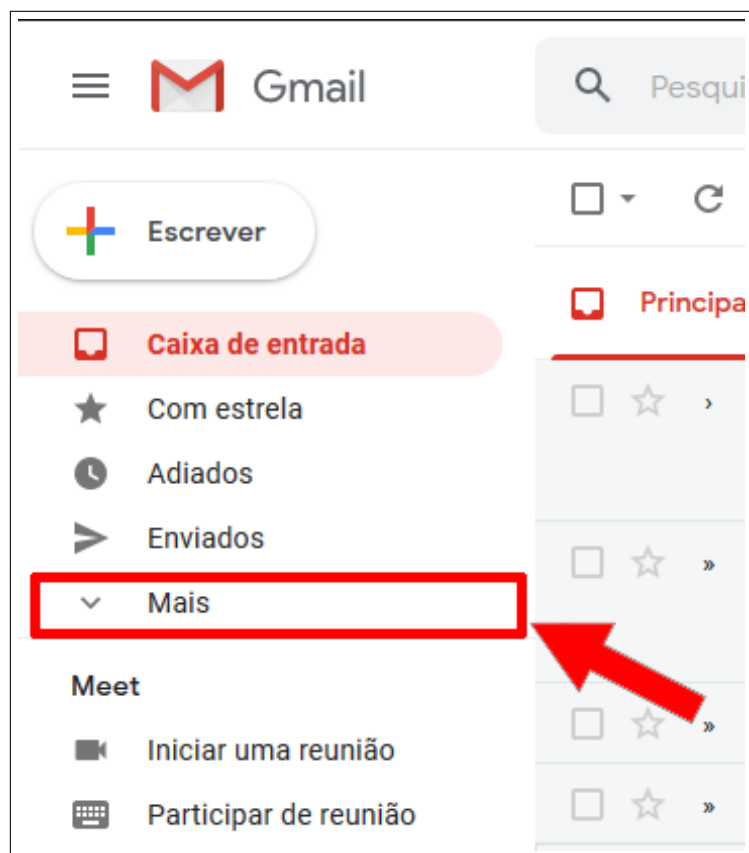 Gmail
Pesqui
Escrever
Principa
Caixa de entrada
Com estrela
Adiados
Enviados
Mais
Meet
Iniciar uma reunião
Participar de reunião